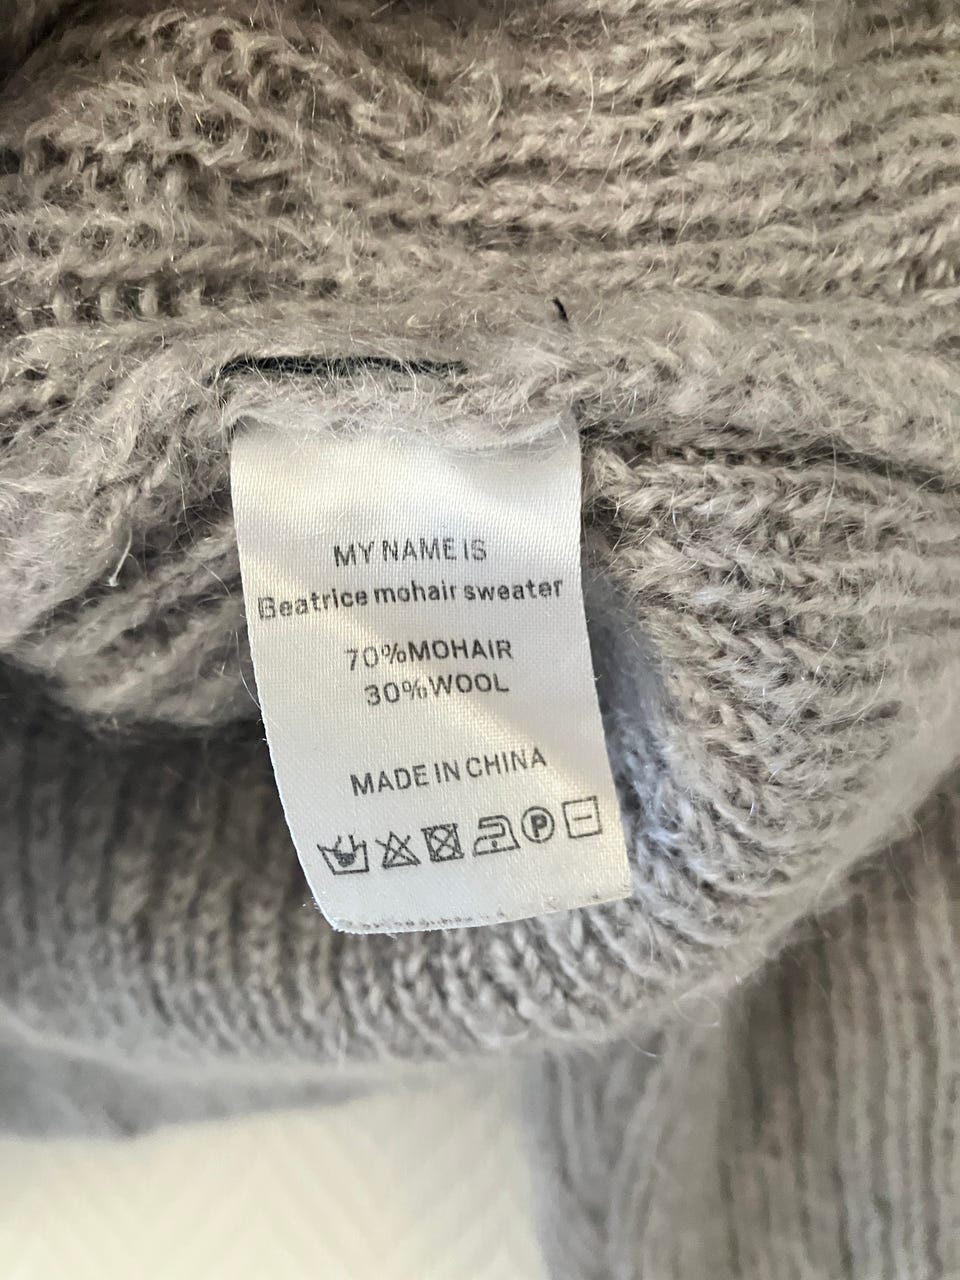 MY NAME IS
Beatrice mohair sweater
70%MOHAIR
30%WOOL
MADE IN CHINA
P